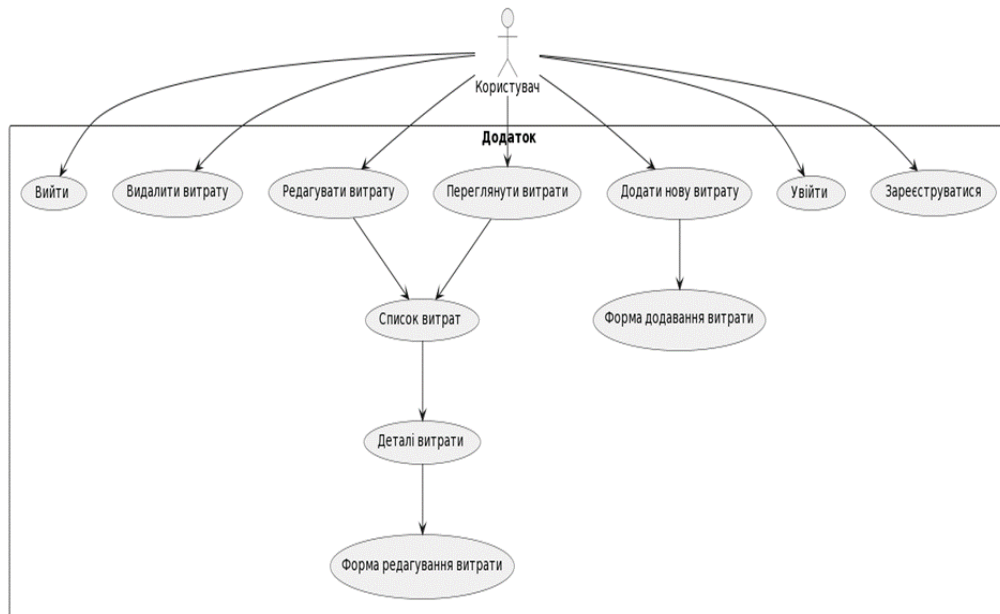 Користувач
Додаток
Вийти
Видалити витрату
Редагувати витрату
Переглянути витрати
Додати нову витрату
Увійти
Зареєструватися
Список витрат
Форма додавання витрати
Деталі витрати
Форма редагування витрати